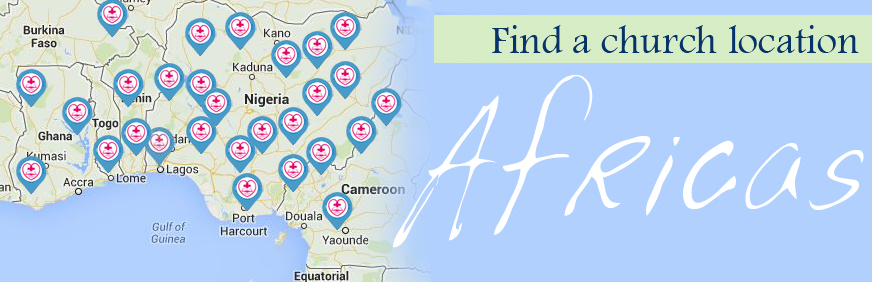 Find a church location
Africas
Burkina
Faso
Kano
Kaduna
Nigeria
Togo
Ghana
Kumasi
Lagos
Lome
Accra
Cameroon
Port
Harcourt
Douala
Yaounde
Gulf of
Guinea
Equatorial